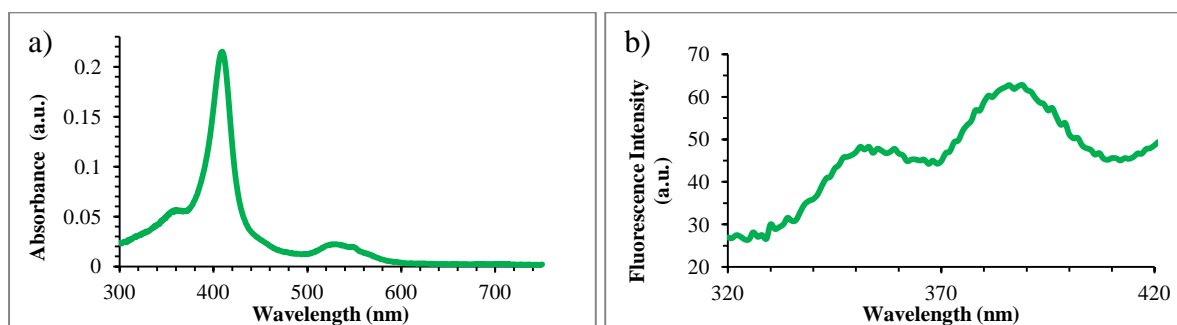 a)
Absorbance (a.u.)
0.2
0.15
0.1
0.05
0
300 400 500 600 700
Wavelength (nm)
b)
Fluorescence Intensity
(a.u.)
70
60
50
40
30
20
320 370 420
Wavelength (nm)